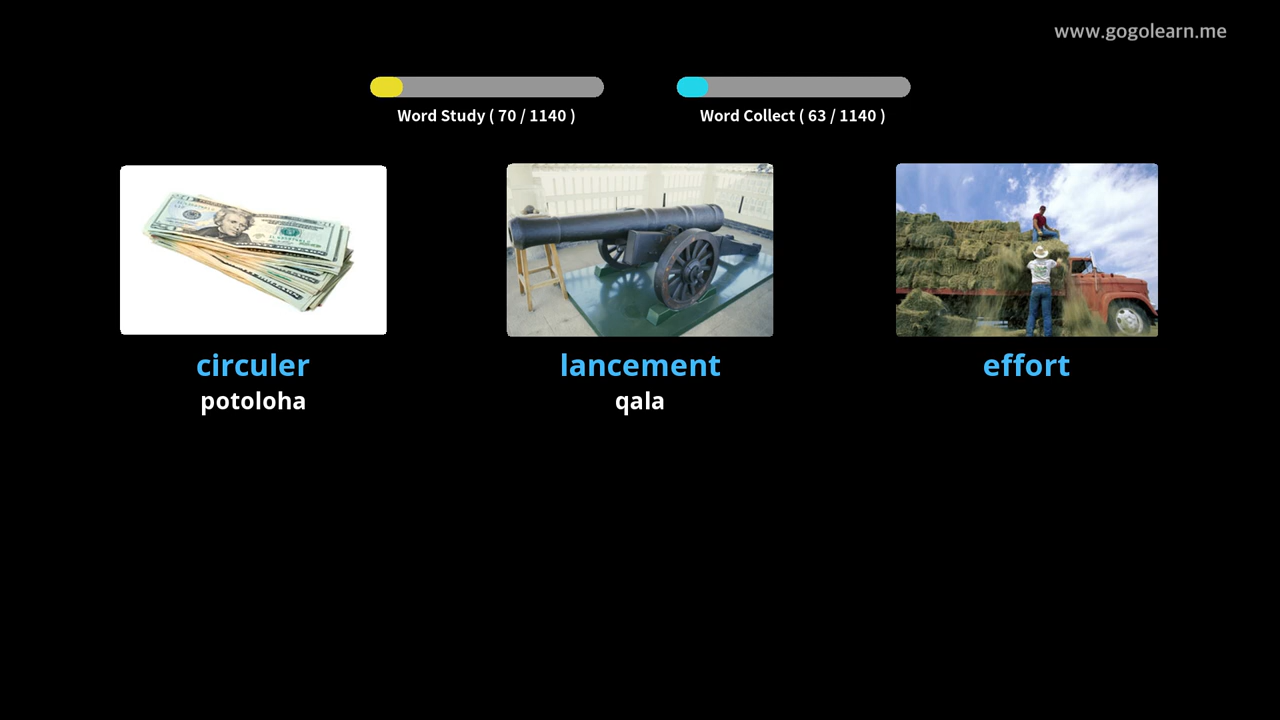 www.gogolearn.me
Word Study ( 70 / 1140 )
Word Collect ( 63 / 1140 )
circuler
potoloha
lancement
qala
effort